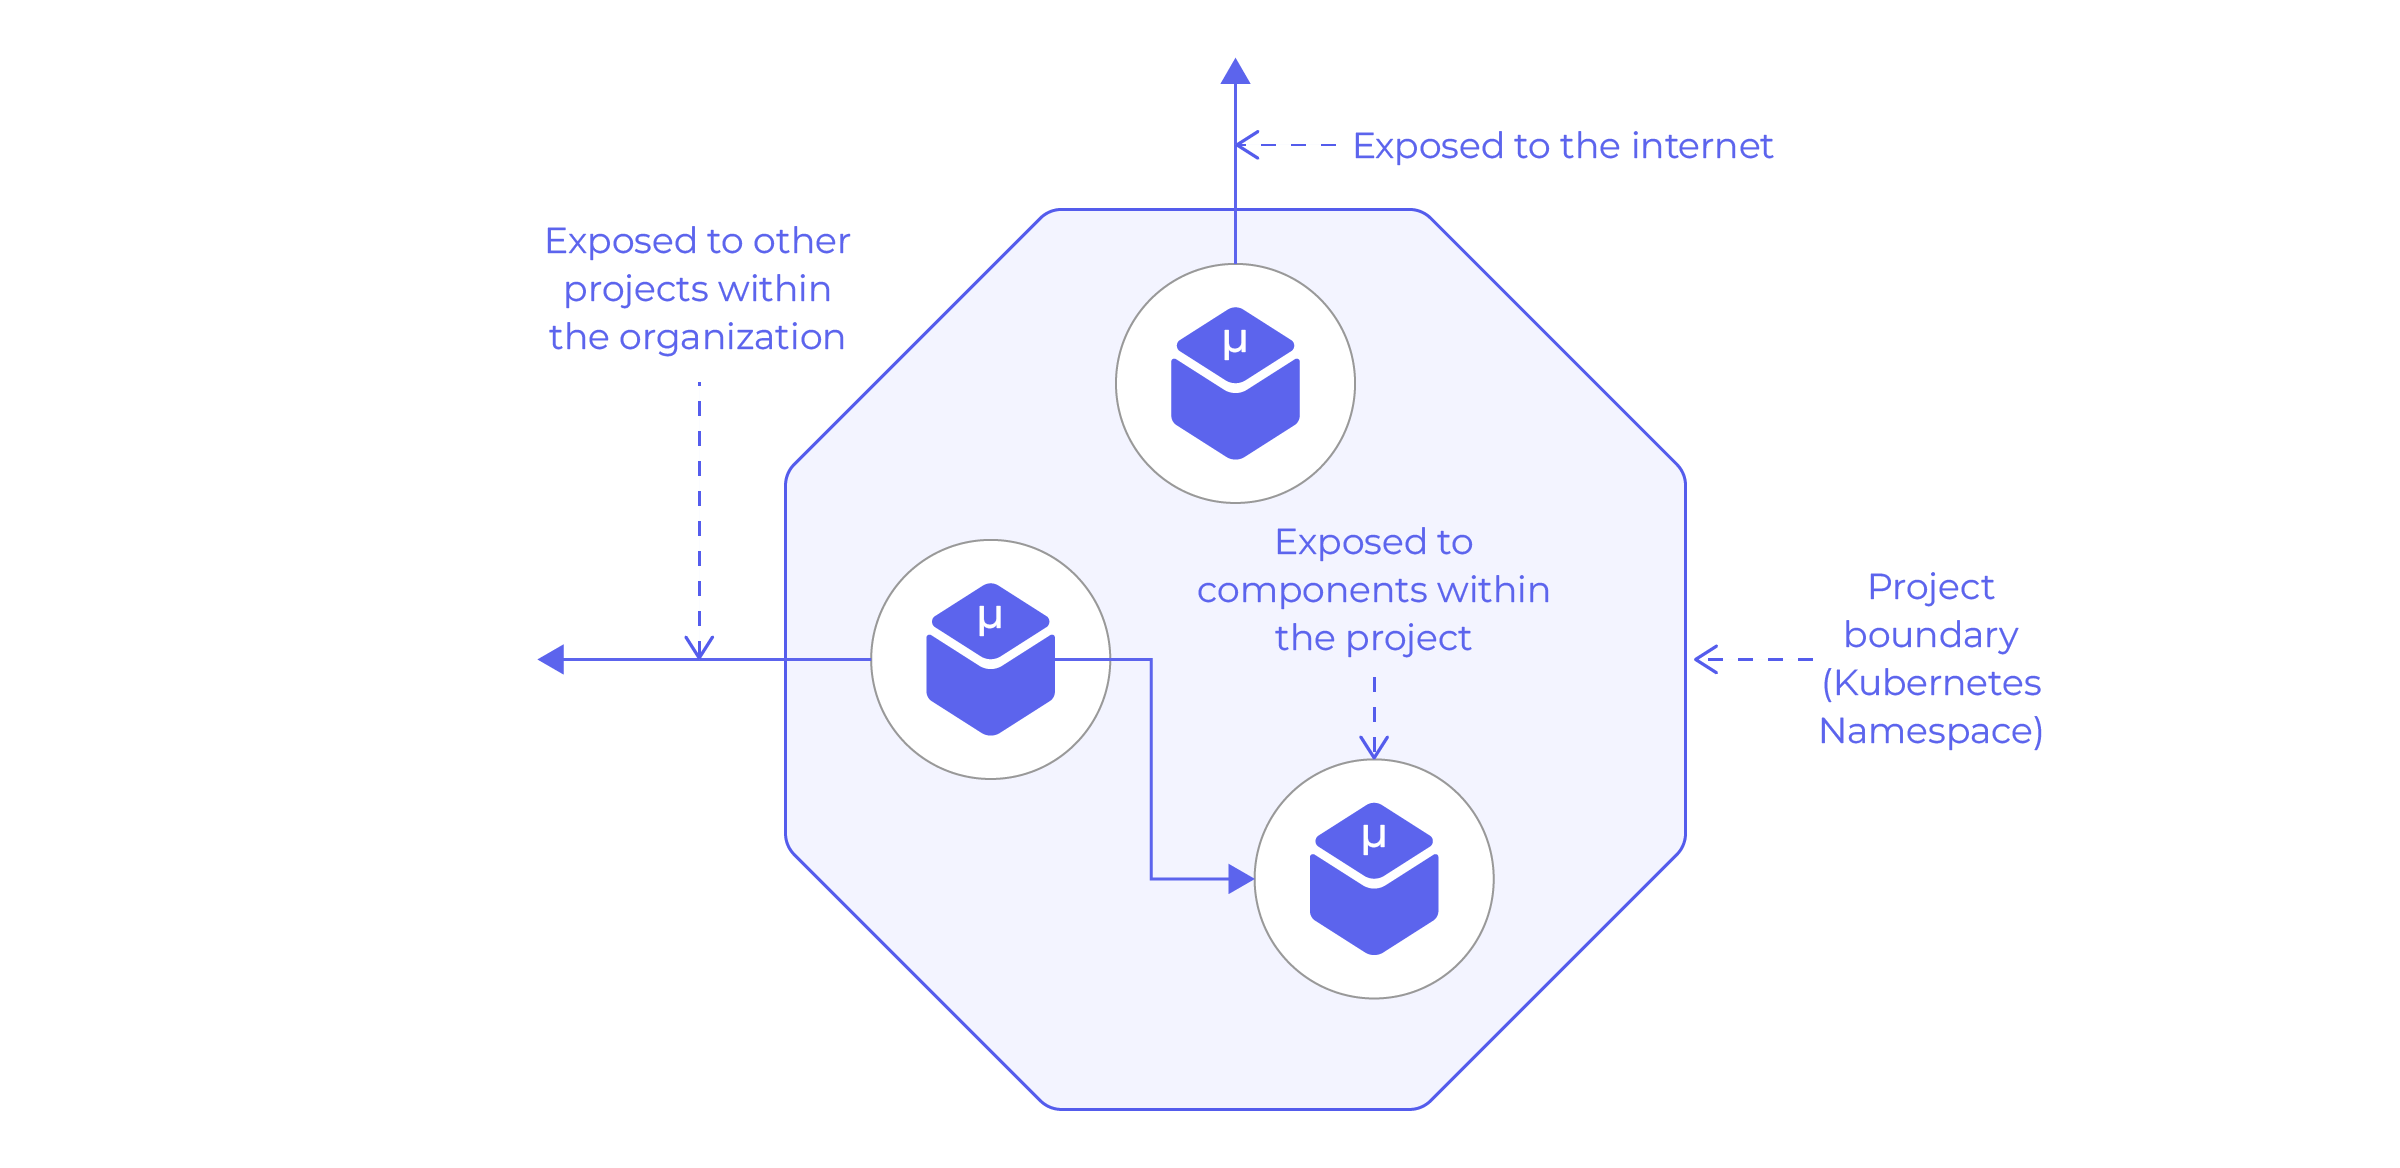 Exposed to the internet
Exposed to other
projects within
the organization
µ
Exposed to
components within
the project
µ
Project
boundary
(Kubernetes
Namespace)
µ